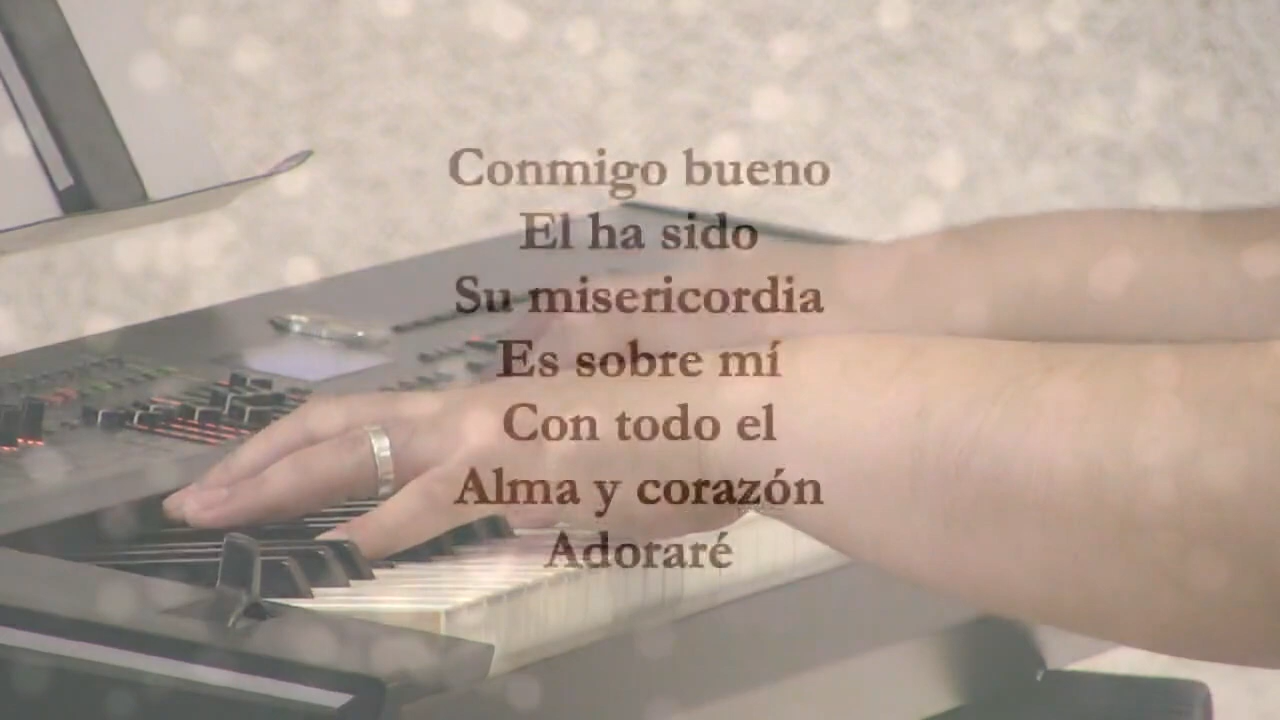 Conmigo bueno
El ha sido
Su misericordia
Es sobre mí
Con todo el
Alma y corazón
Adoraré